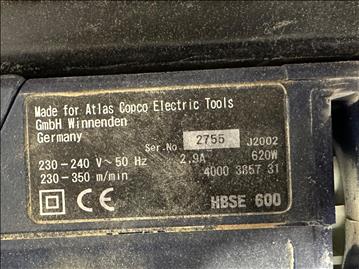 Made for Atlas Copco Electric Tools
GmbH Winnenden
Germany
Ser.No. 2755 J2002
230-240 V~50 Hz 2.9A 620W
230-350 m/min 4000 3857 31
CE HBSE 600